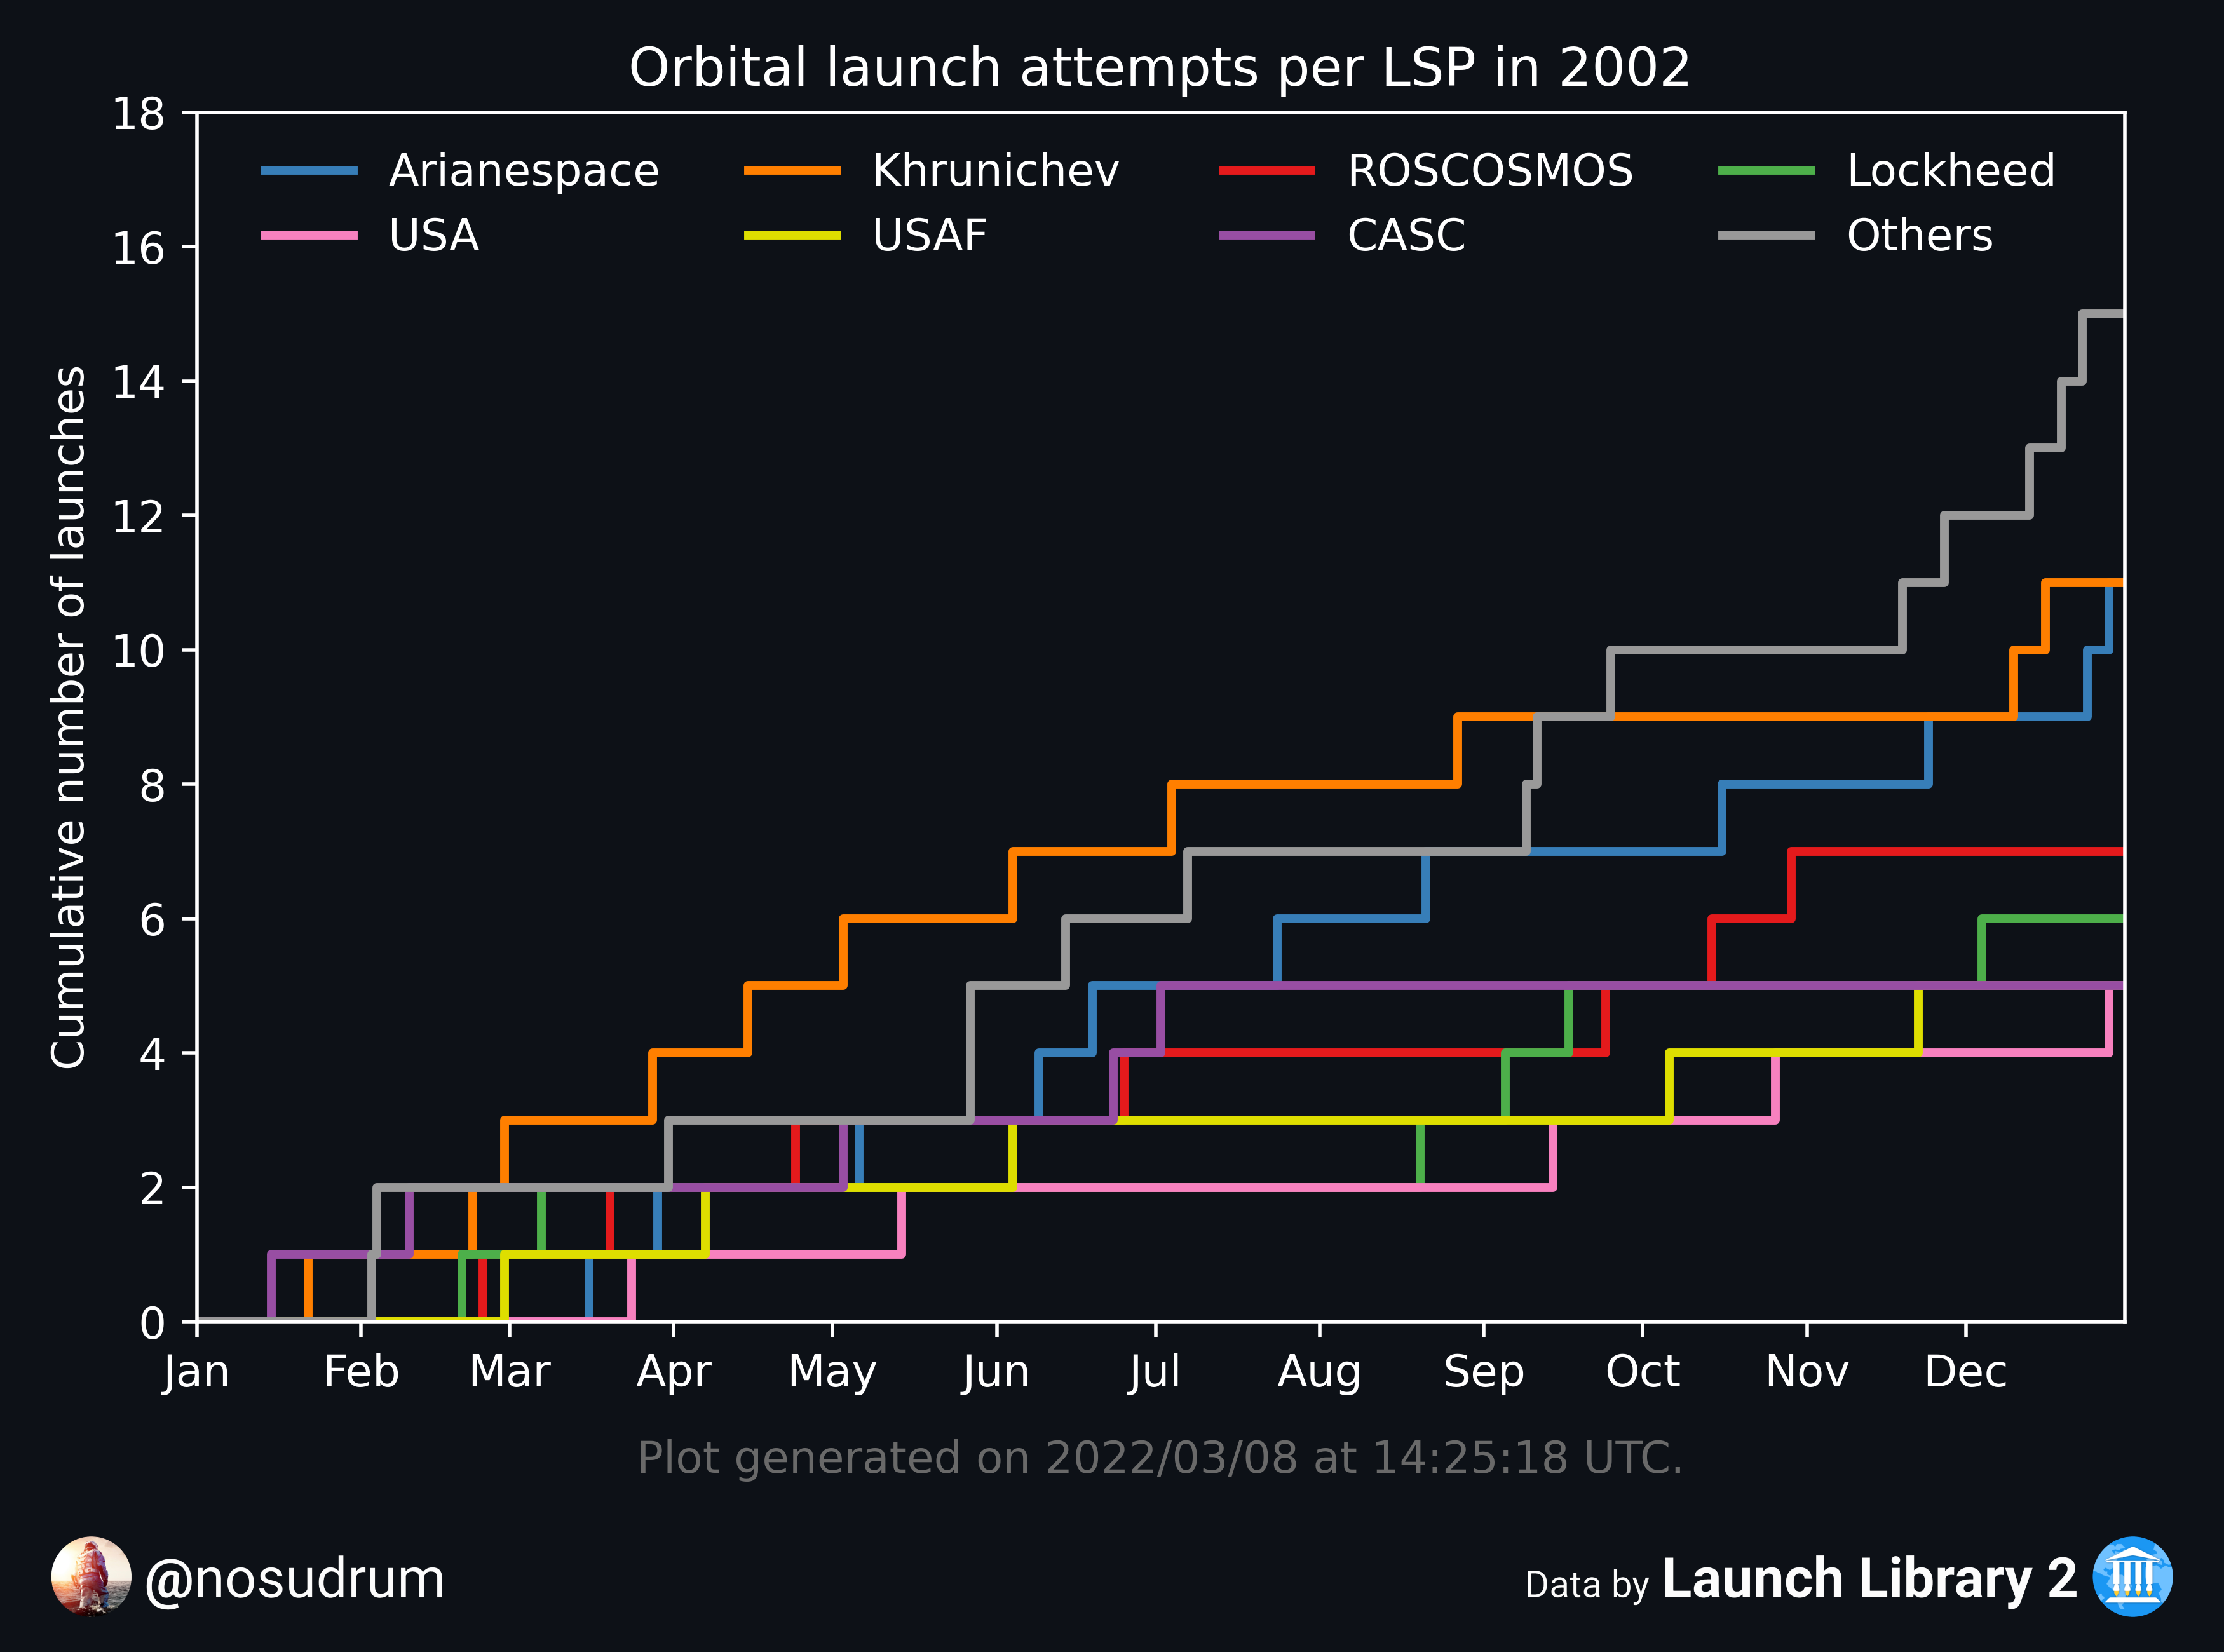 Orbital launch attempts per LSP in 2002
18
16
14
12
10
8
6
4
2
0
Cumulative number of launches
Arianespace Khrunichev ROSCOSMOS Lockheed
USA USAF CASC Others
Jan Feb Mar Apr May Jun Jul Aug Sep Oct Nov Dec
Plot generated on 2022/03/08 at 14:25:18 UTC.
@nosudrum
Data by Launch Library 2